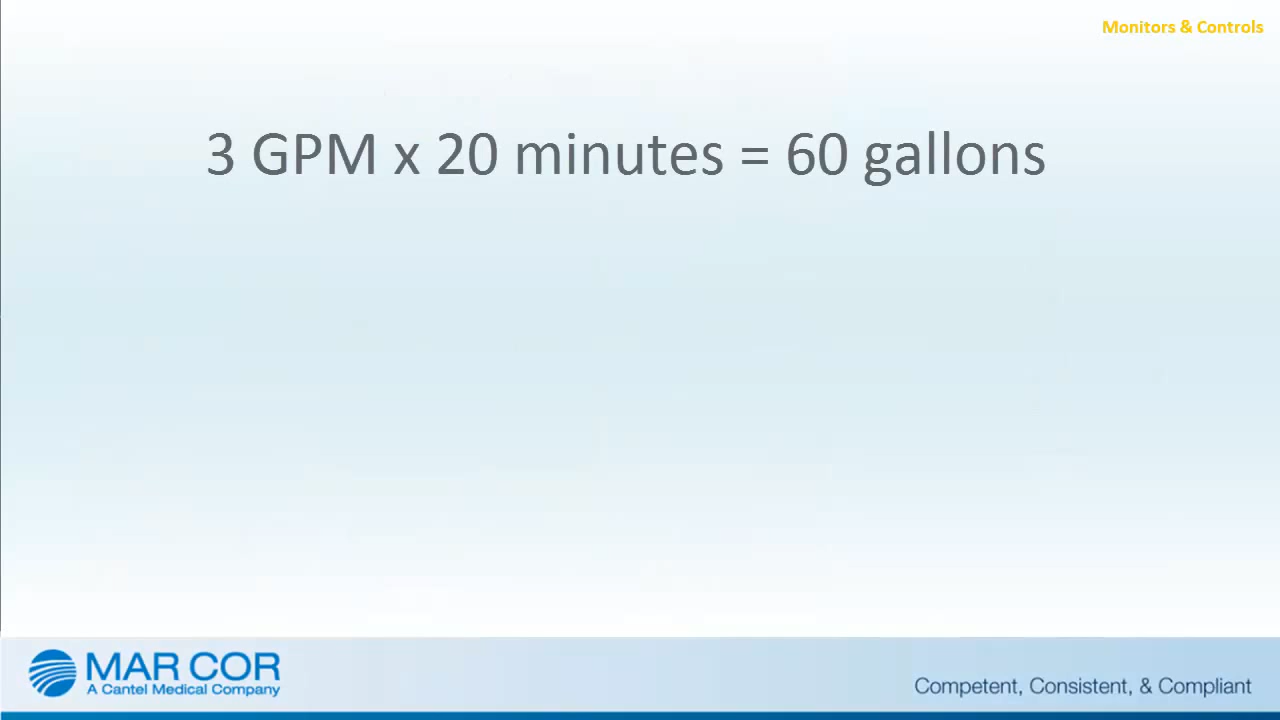 Monitors & Controls
3 GPM x 20 minutes = 60 gallons
MAR COR
A Cantel Medical Company
Competent, Consistent, & Compliant